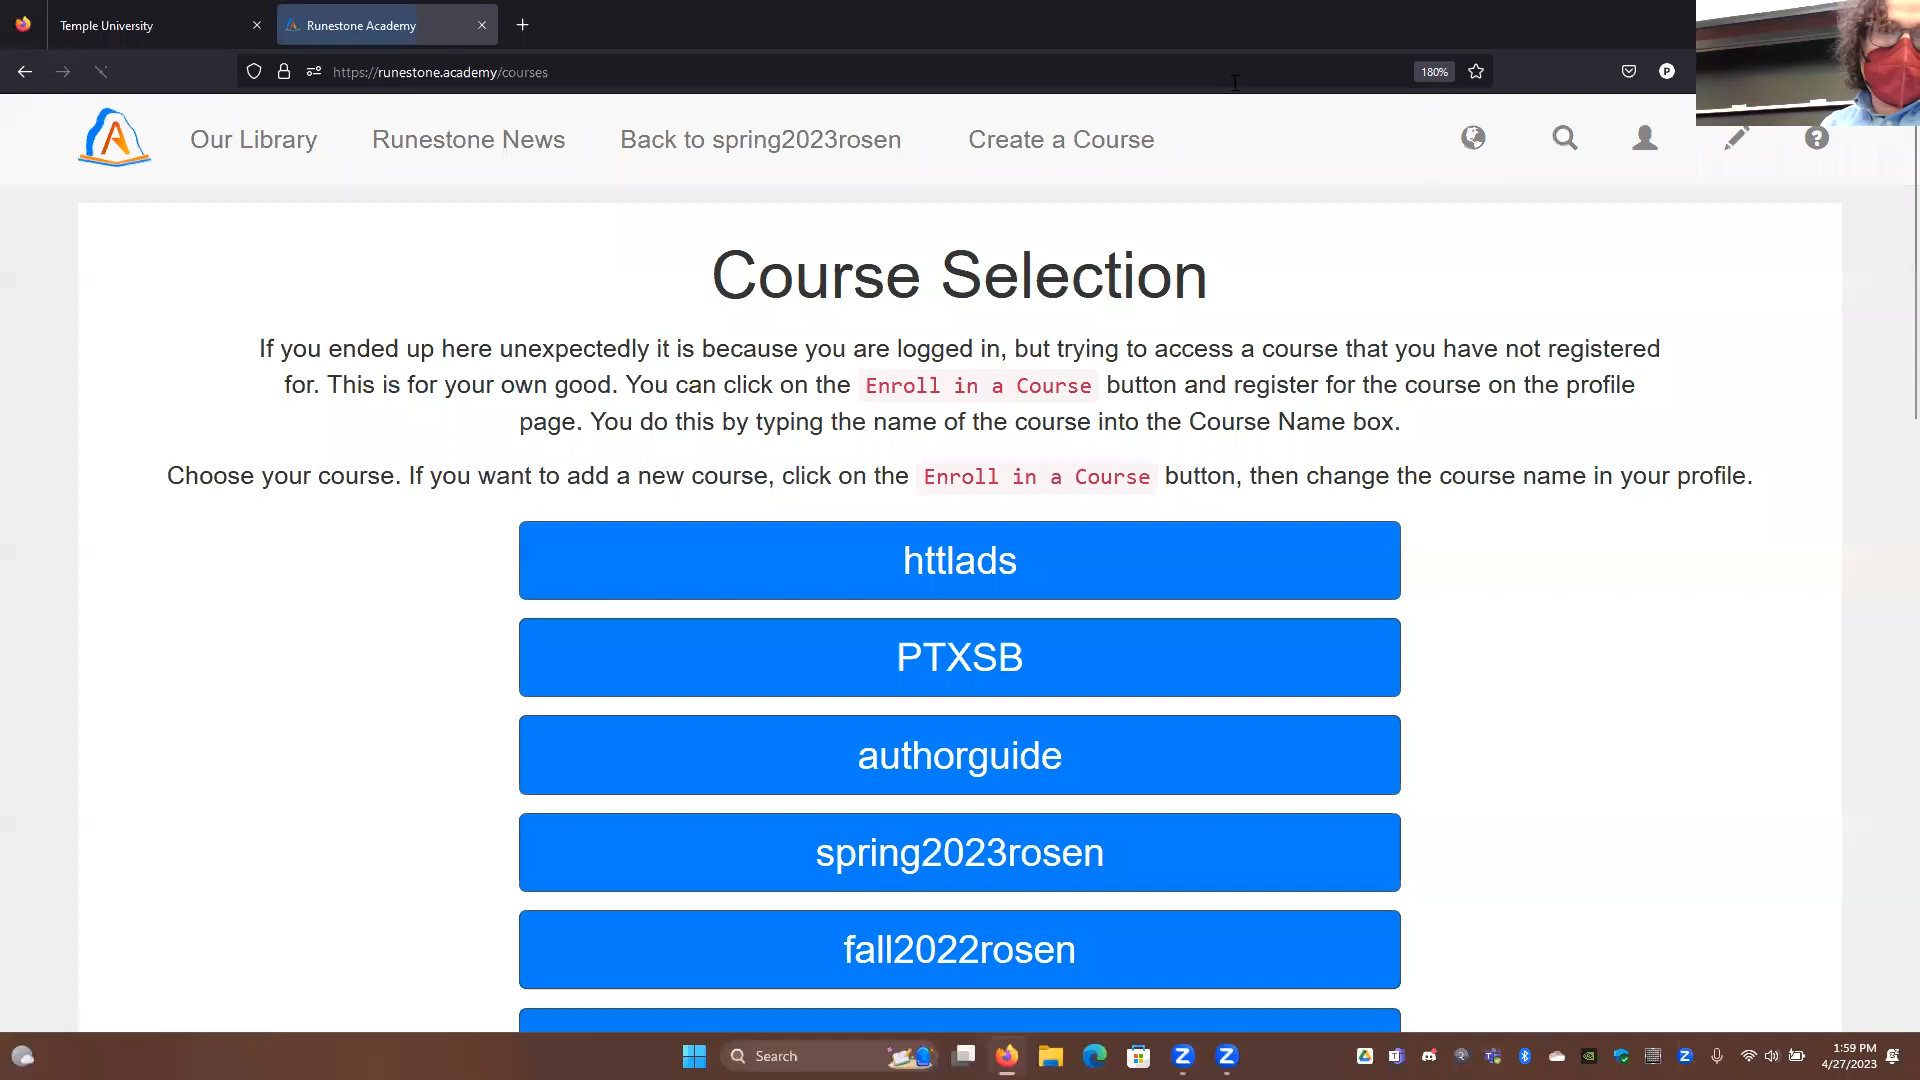 Temple University
Runestone Academy
https://runestone.academy/courses
180%
P
Our Library
Runestone News
Back to spring2023rosen
Create a Course
Course Selection
If you ended up here unexpectedly it is because you are logged in, but trying to access a course that you have not registered
for. This is for your own good. You can click on the Enroll in a Course button and register for the course on the profile
page. You do this by typing the name of the course into the Course Name box.
Choose your course. If you want to add a new course, click on the Enroll in a Course button, then change the course name in your profile.
httlads
PTXSB
authorguide
spring2023rosen
fall2022rosen
Search
1:59 PM
4/27/2023